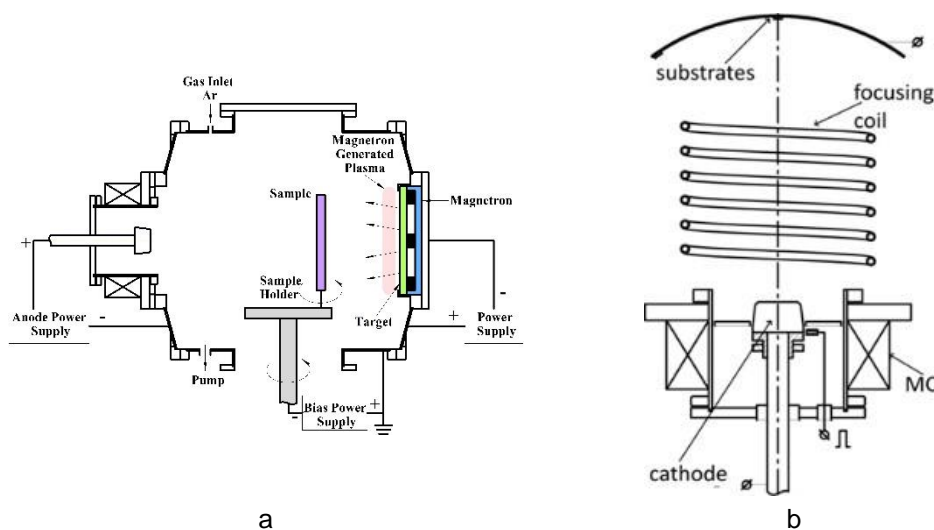 Gas Inlet
Ar
Magnetron
Generated
Plasma
Sample
Magnetron
+
Sample
Holder
-
Anode Power
Supply
-
Target
+
Power
Supply
Pump
Bias Power
Supply
-
+
a
substrates
focusing
coil
MC
cathode
b